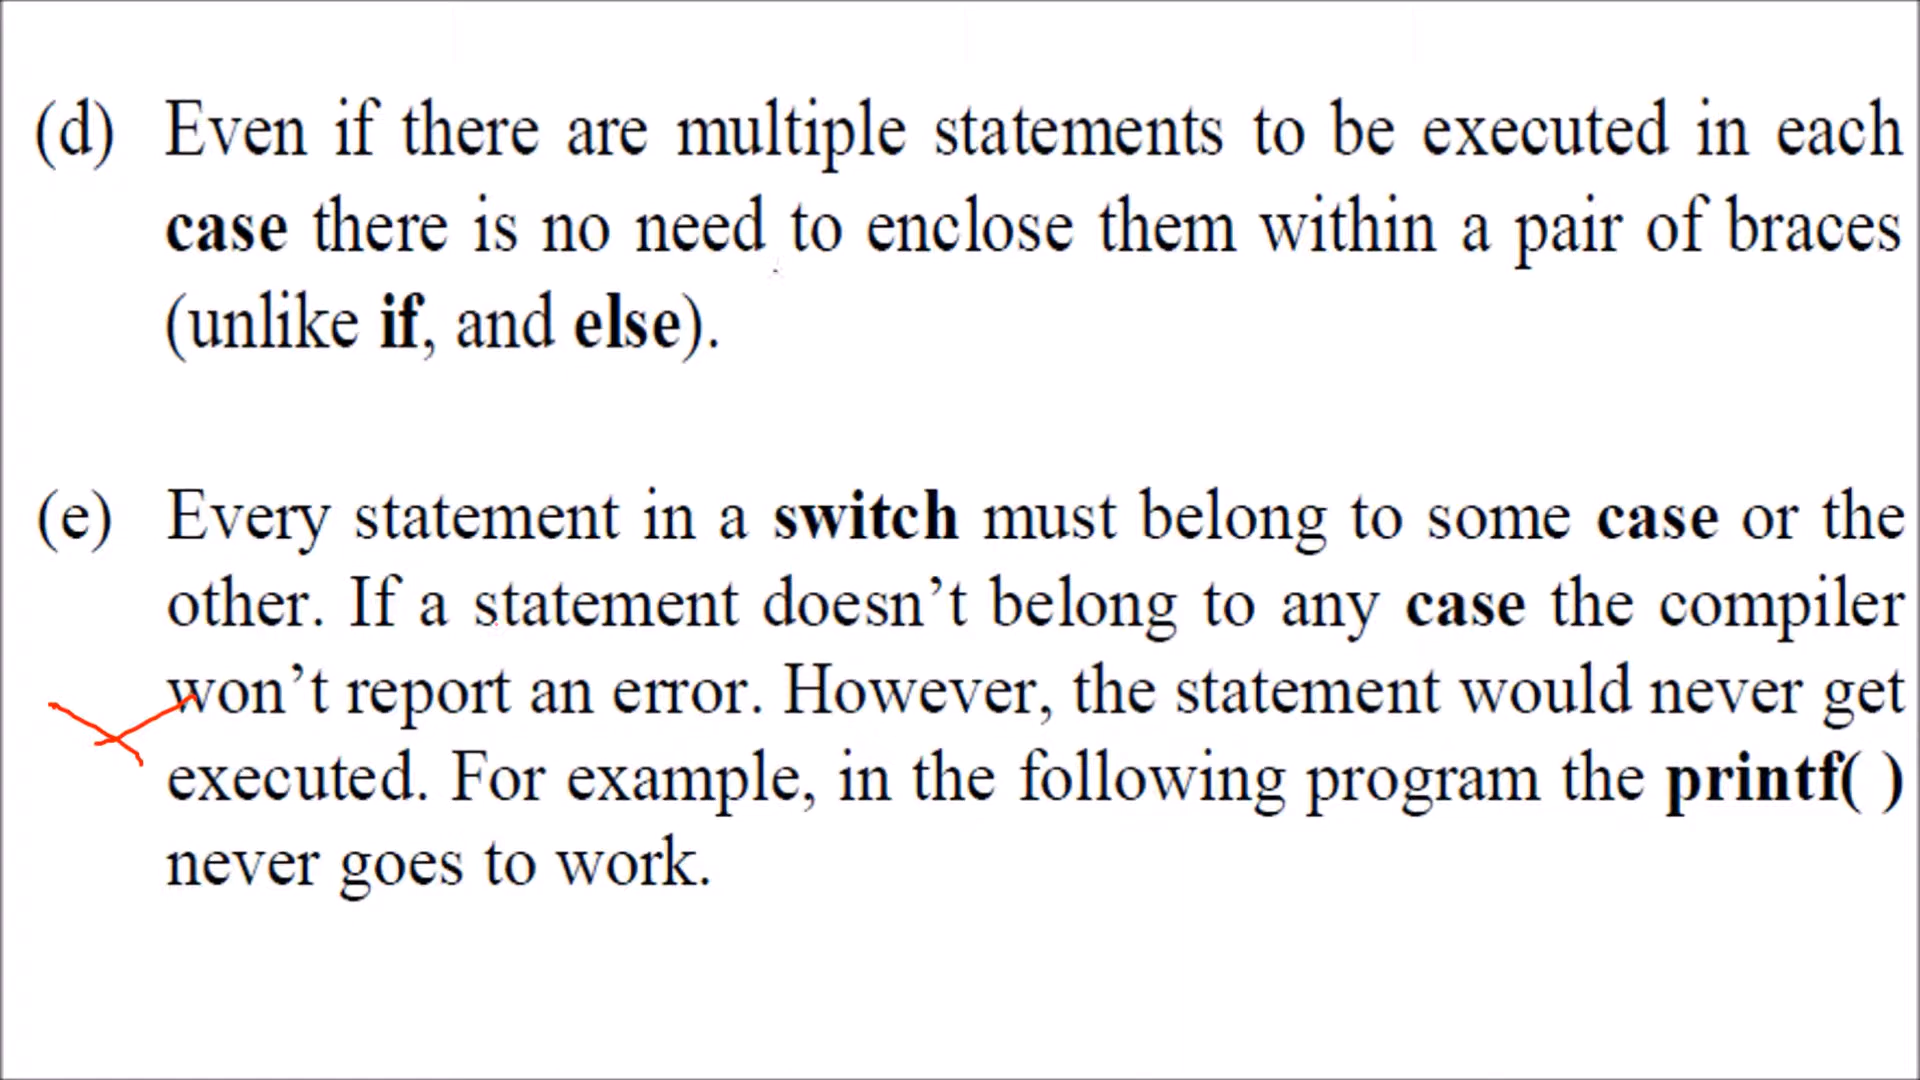 (d) Even if there are multiple statements to be executed in each
case there is no need to enclose them within a pair of braces
(unlike if, and else).
(e) Every statement in a switch must belong to some case or the
other. If a statement doesn’t belong to any case the compiler
won’t report an error. However, the statement would never get
executed. For example, in the following program the printf( )
never goes to work.